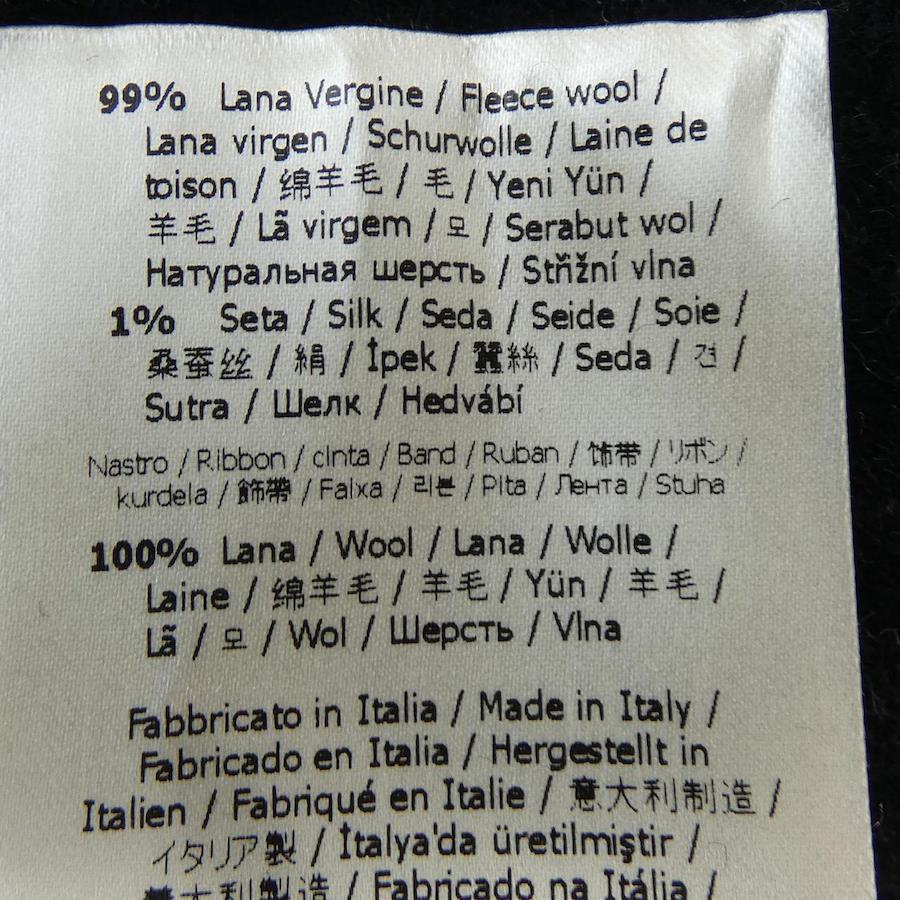 99% Lana Vergine / Fleece wool /
Lana virgen / Schurwolle / Laine de
toison / 绵羊毛 / 毛 / Yeni Yün /
羊毛 / Lã virgem / 모 / Serabut wol /
Натуральная шерсть / Střižní vlna
1% Seta / Silk / Seda / Seide / Soie /
桑蚕丝 / 絹 / İpek / 蠶絲 / Seda / 견 /
Sutra / Шелк / Hedvábí
Nastro / Ribbon / cinta / Band / Ruban / 饰带 / リボン /
kurdela / 飾帶 / Faixa / 리본 / Pita / Лента / Stuha
100% Lana / Wool / Lana / Wolle /
Laine / 绵羊毛 / 羊毛 / Yün / 羊毛 /
Lã / 모 / Wol / Шерсть / Vlna
Fabbricato in Italia / Made in Italy /
Fabricado en Italia / Hergestellt in
Italien / Fabriqué en Italie / 意大利制造 /
イタリア製 / İtalya'da üretilmiştir /
意大利製造 / Fabricado na Itália /